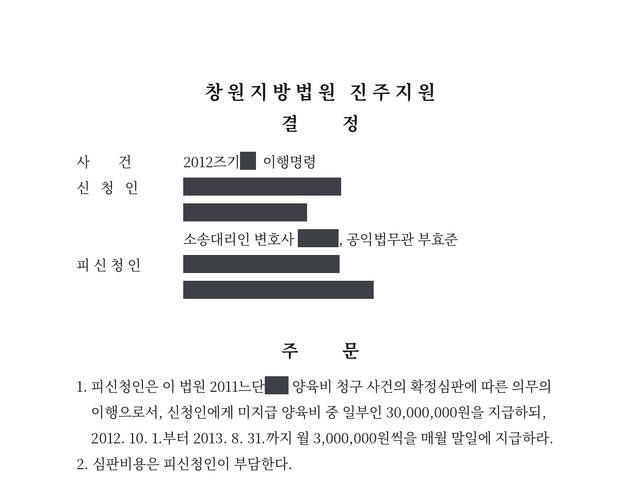 창원지방법원 진주지원
결 정
사 건 2012즈기 이행명령
신 청 인
소송대리인 변호사 , 공익법무관 부효준
피신청인
주 문
1. 피신청인은 이 법원 2011느단 양육비 청구 사건의 확정심판에 따른 의무의
이행으로서, 신청인에게 미지급 양육비 중 일부인 30,000,000원을 지급하되,
2012. 10. 1.부터 2013. 8. 31.까지 월 3,000,000원씩을 매월 말일에 지급하라.
2. 심판비용은 피신청인이 부담한다.